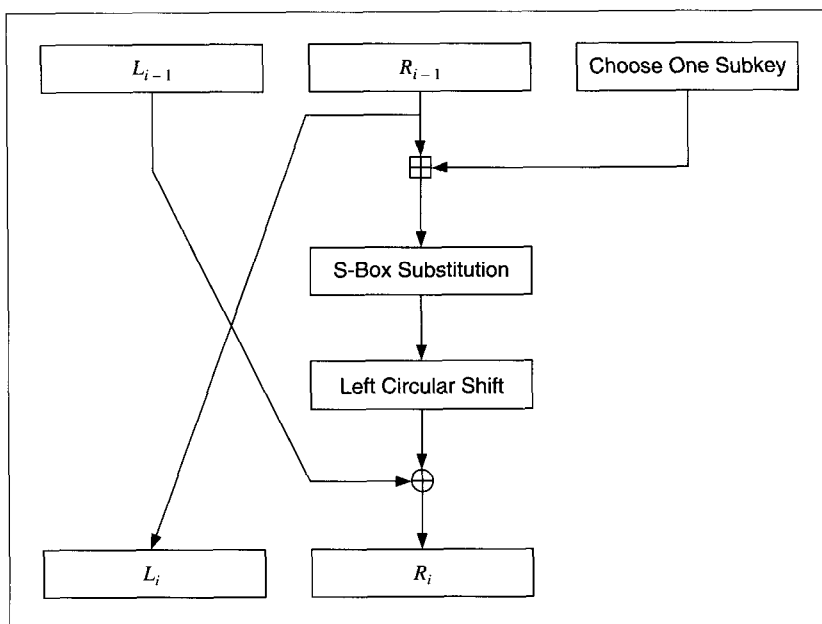 L_{i-1}
R_{i-1}
Choose One Subkey
S-Box Substitution
Left Circular Shift
L_i
R_i